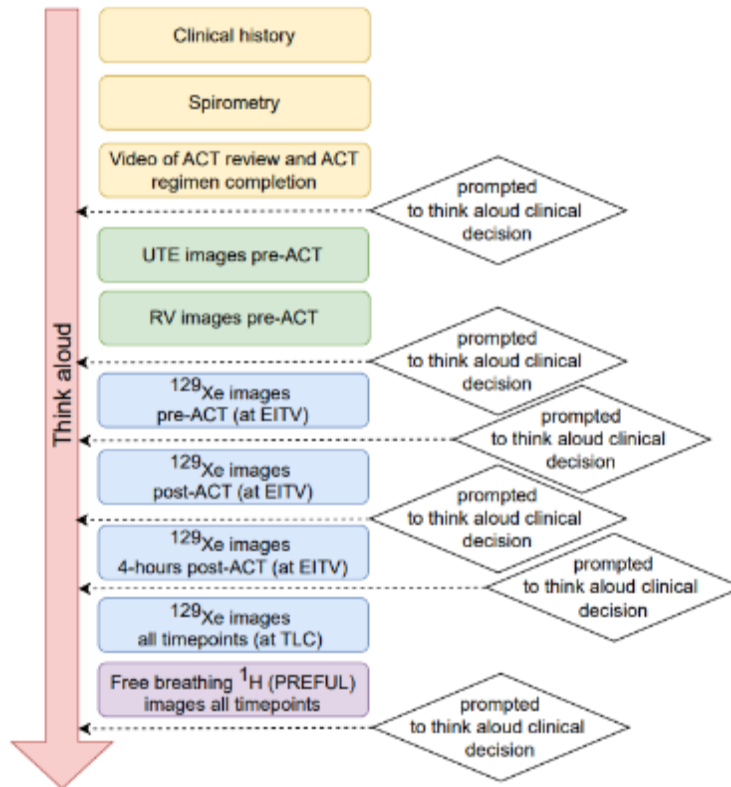 Clinical history
Spirometry
Video of ACT review and ACT
regimen completion
prompted
to think aloud clinical
decision
UTE images pre-ACT
RV images pre-ACT
prompted
to think aloud clinical
decision
129Xe images
pre-ACT (at EITV)
prompted
to think aloud clinical
decision
129Xe images
post-ACT (at EITV)
prompted
to think aloud clinical
decision
129Xe images
4-hours post-ACT (at EITV)
prompted
to think aloud clinical
decision
129Xe images
all timepoints (at TLC)
Free breathing 1H (PREFUL)
images all timepoints
prompted
to think aloud clinical
decision
Think aloud